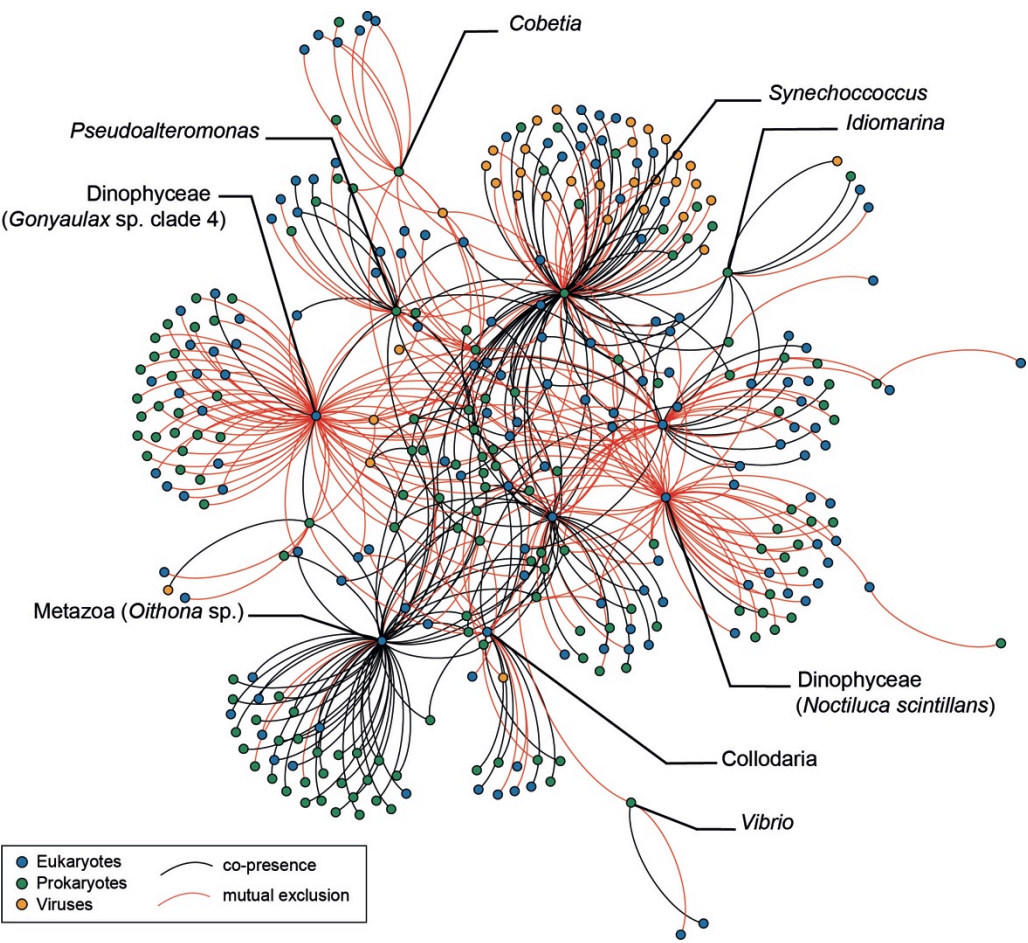 Cobetia
Synechoccoccus
Idiomarina
Pseudoalteromonas
Dinophyceae
(Gonyaulax sp. clade 4)
Metazoa (Oithona sp.)
Dinophyceae
(Noctiluca scintillans)
Collodaria
Vibrio
Eukaryotes
Prokaryotes
Viruses
co-presence
mutual exclusion